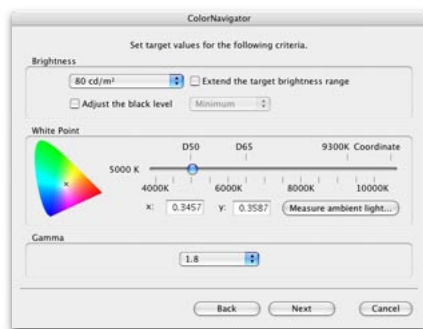 ColorNavigator
Set target values for the following criteria.
Brightness
80 cd/m² Extend the target brightness range
Adjust the black level Minimum
White Point
D50 D65 9300K Coordinate
5000 K
4000K 6000K 8000K 10000K
x: 0.3457 y: 0.3587 Measure ambient light...
Gamma
1.8
Back Next Cancel